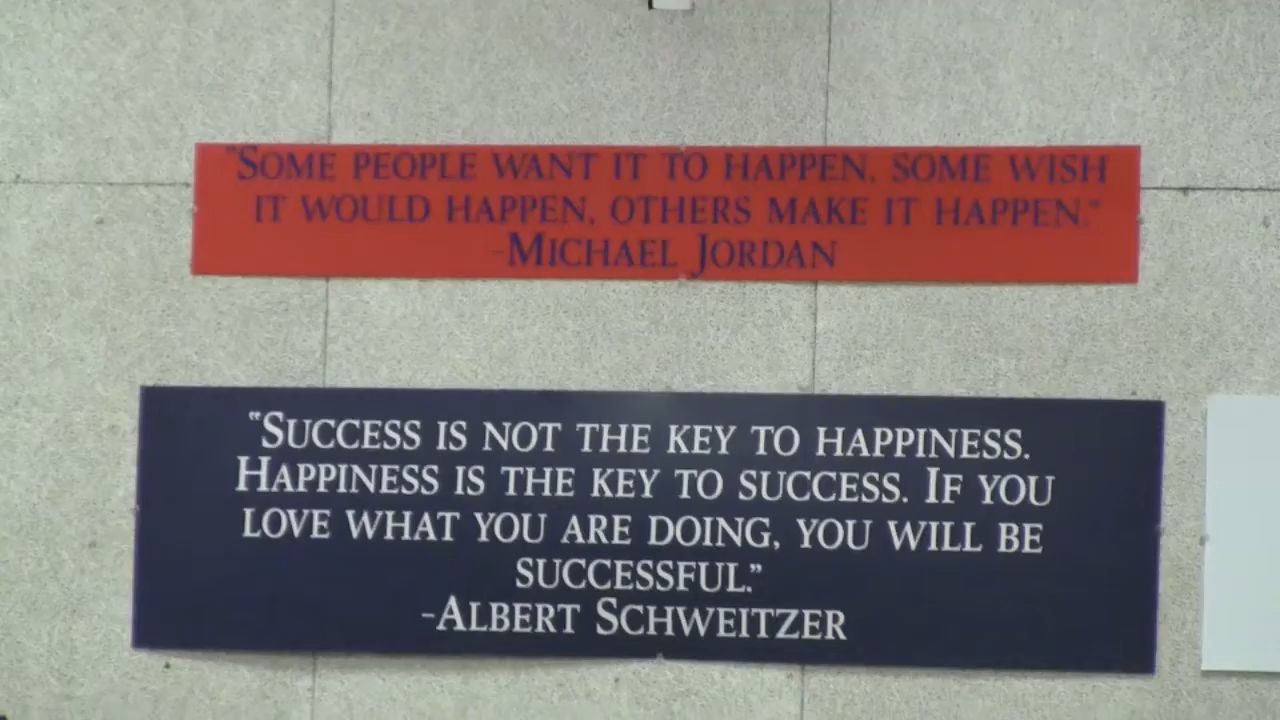 "Some people want it to happen, some wish
it would happen, others make it happen."
-Michael Jordan
"Success is not the key to happiness.
Happiness is the key to success. If you
love what you are doing, you will be
successful."
-Albert Schweitzer